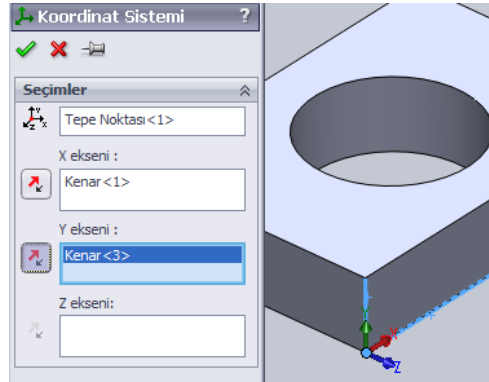 Koordinat Sistemi ?
Seçimler
Y
Z X
Tepe Noktası<1>
X ekseni :
Kenar<1>
Y ekseni :
Kenar<3>
Z ekseni:
X
Z